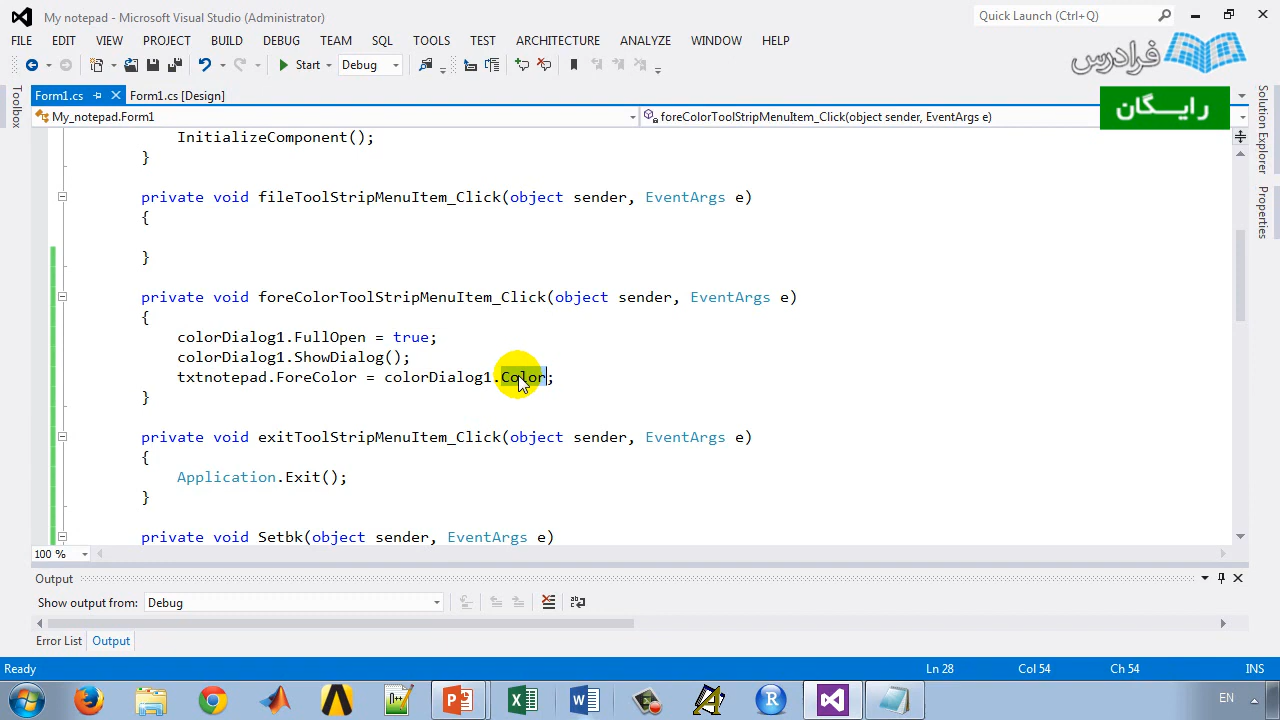 My notepad - Microsoft Visual Studio (Administrator)
Quick Launch (Ctrl+Q)
FILE EDIT VIEW PROJECT BUILD DEBUG TEAM SQL TOOLS TEST ARCHITECTURE ANALYZE WINDOW HELP
فرادرس
Start Debug
Form1.cs Form1.cs [Design]
رایـــگان
My_notepad.Form1
foreColorToolStripMenuItem_Click(object sender, EventArgs e)
Toolbox
Solution Explorer
Properties
InitializeComponent();
}
private void fileToolStripMenuItem_Click(object sender, EventArgs e)
{
}
private void foreColorToolStripMenuItem_Click(object sender, EventArgs e)
{
colorDialog1.FullOpen = true;
colorDialog1.ShowDialog();
txtnotepad.ForeColor = colorDialog1.Color;
}
private void exitToolStripMenuItem_Click(object sender, EventArgs e)
{
Application.Exit();
}
private void Setbk(object sender, EventArgs e)
100 %
Output
Show output from: Debug
Error List Output
Ready Ln 28 Col 54 Ch 54 INS
EN